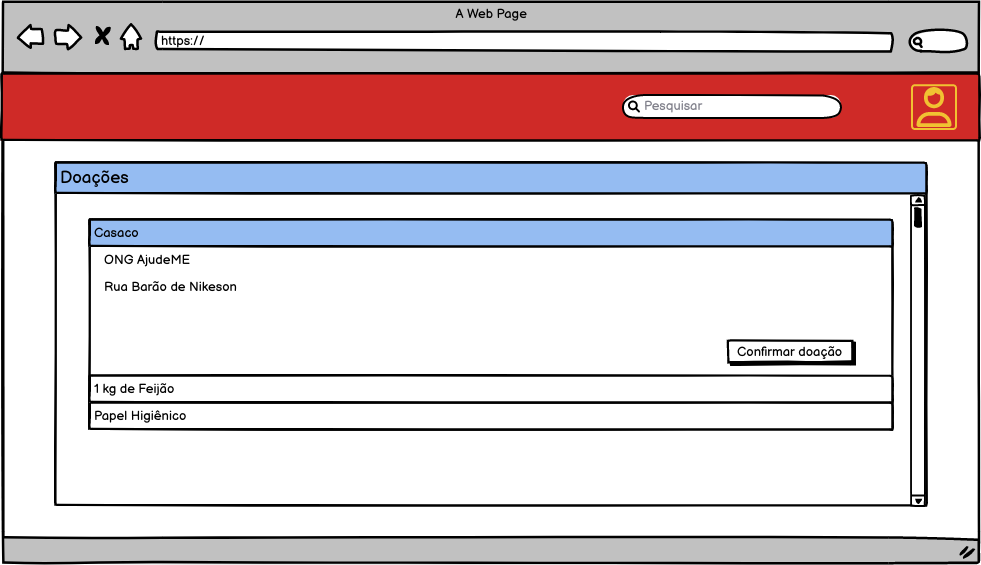 A Web Page
https://
Pesquisar
Doações
Casaco
ONG AjudeME
Rua Barão de Nikeson
Confirmar doação
1 kg de Feijão
Papel Higiênico